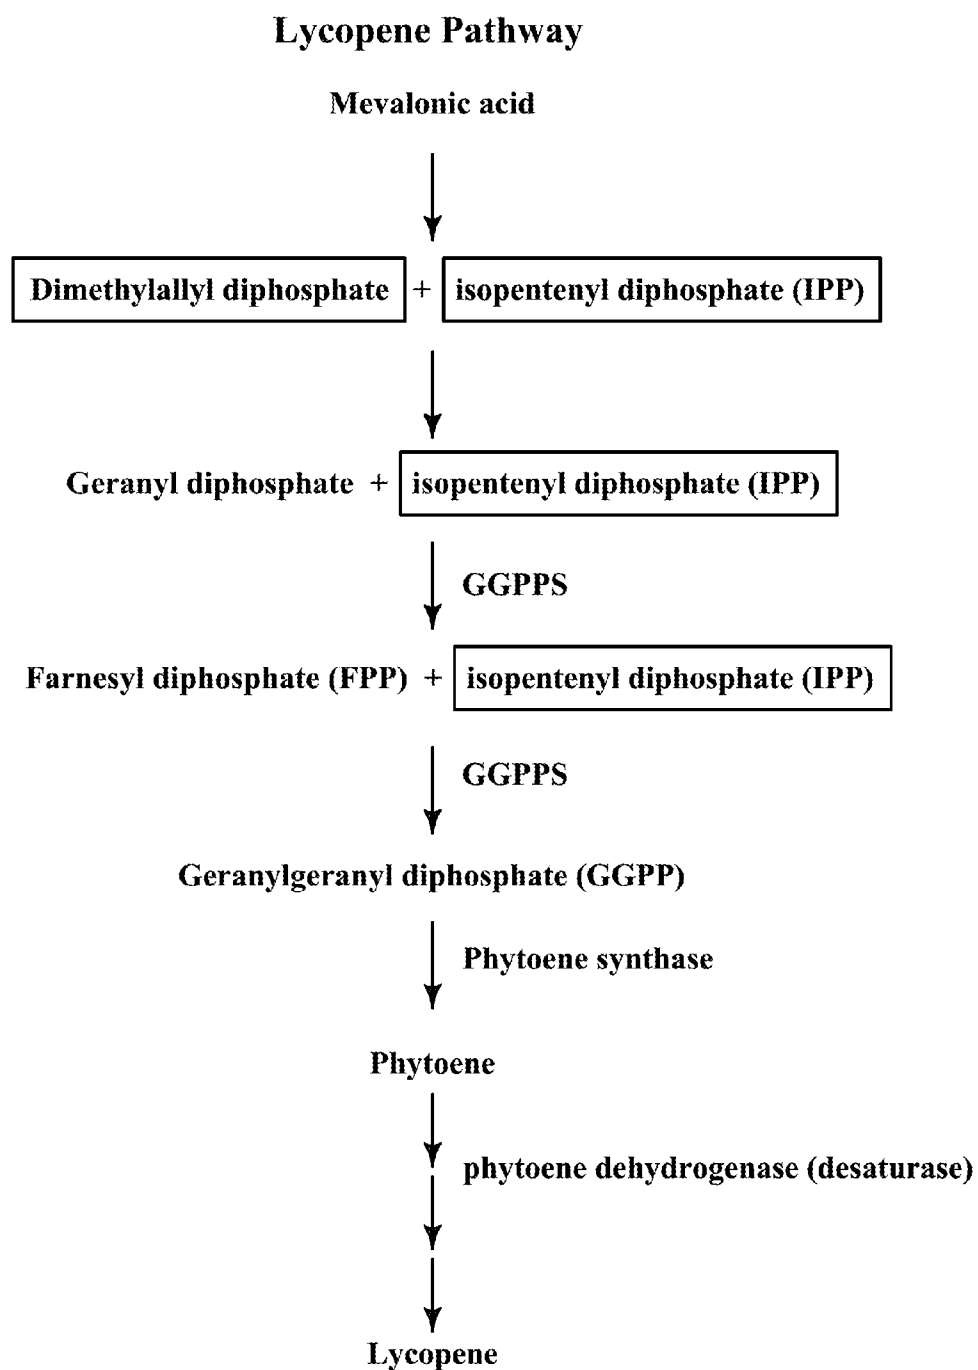 Lycopene Pathway
Mevalonic acid
Dimethylallyl diphosphate + isopentenyl diphosphate (IPP)
Geranyl diphosphate + isopentenyl diphosphate (IPP)
GGPPS
Farnesyl diphosphate (FPP) + isopentenyl diphosphate (IPP)
GGPPS
Geranylgeranyl diphosphate (GGPP)
Phytoene synthase
Phytoene
phytoene dehydrogenase (desaturase)
Lycopene